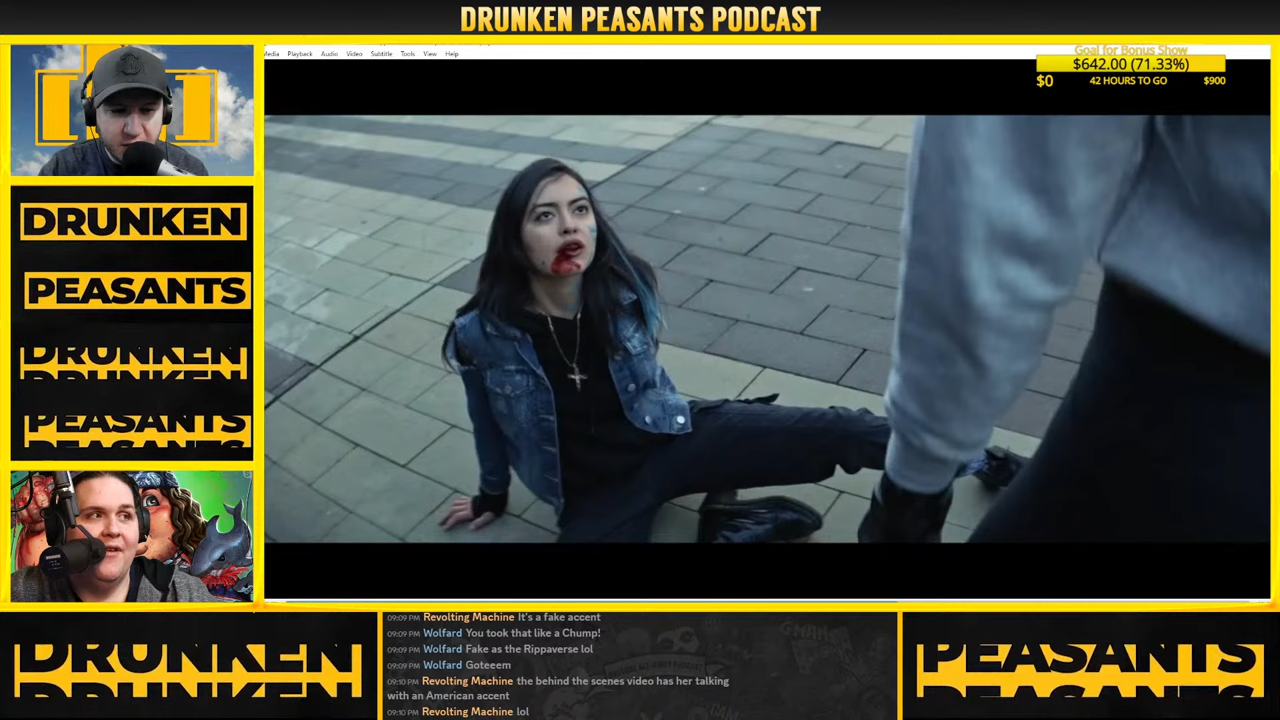 DRUNKEN PEASANTS PODCAST
Media Playback Audio Video Subtitle Tools View Help
Goal for Bonus Show
$642.00 (71.33%)
$0 42 HOURS TO GO $900
DRUNKEN
PEASANTS
DRUNKEN
DRUNKEN
PEASANTS
PEASANTS
09:09 PM Revolting Machine It's a fake accent
09:09 PM Wolfard You took that like a Chump!
09:09 PM Wolfard Fake as the Rippaverse lol
09:09 PM Wolfard Goteeem
09:10 PM Revolting Machine the behind the scenes video has her talking
with an American accent
09:10 PM Revolting Machine lol
DRUNKEN
DRUNKEN
PEASANTS
PEASANTS